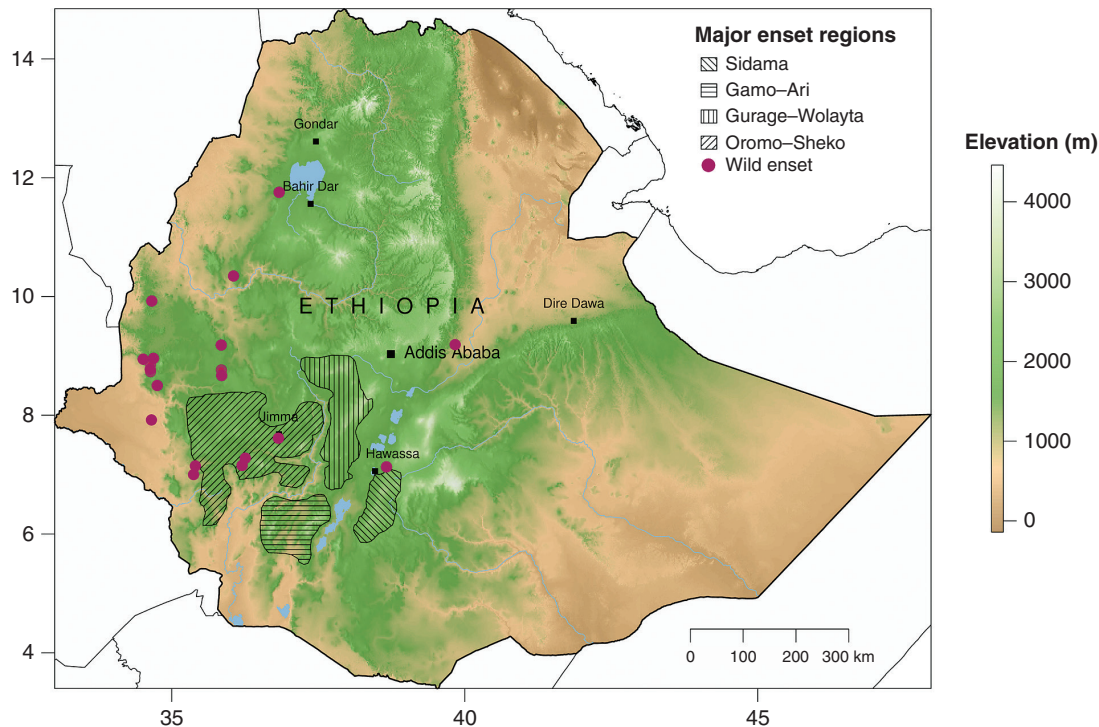 Major enset regions
Sidama
Gamo–Ari
Gurage–Wolayta
Oromo–Sheko
Wild enset
Elevation (m)
4000
3000
2000
1000
0
14
12
10
8
6
4
35
40
45
Gondar
Bahir Dar
ETHIOPIA
Dire Dawa
Addis Ababa
Jimma
Hawassa
0 100 200 300 km